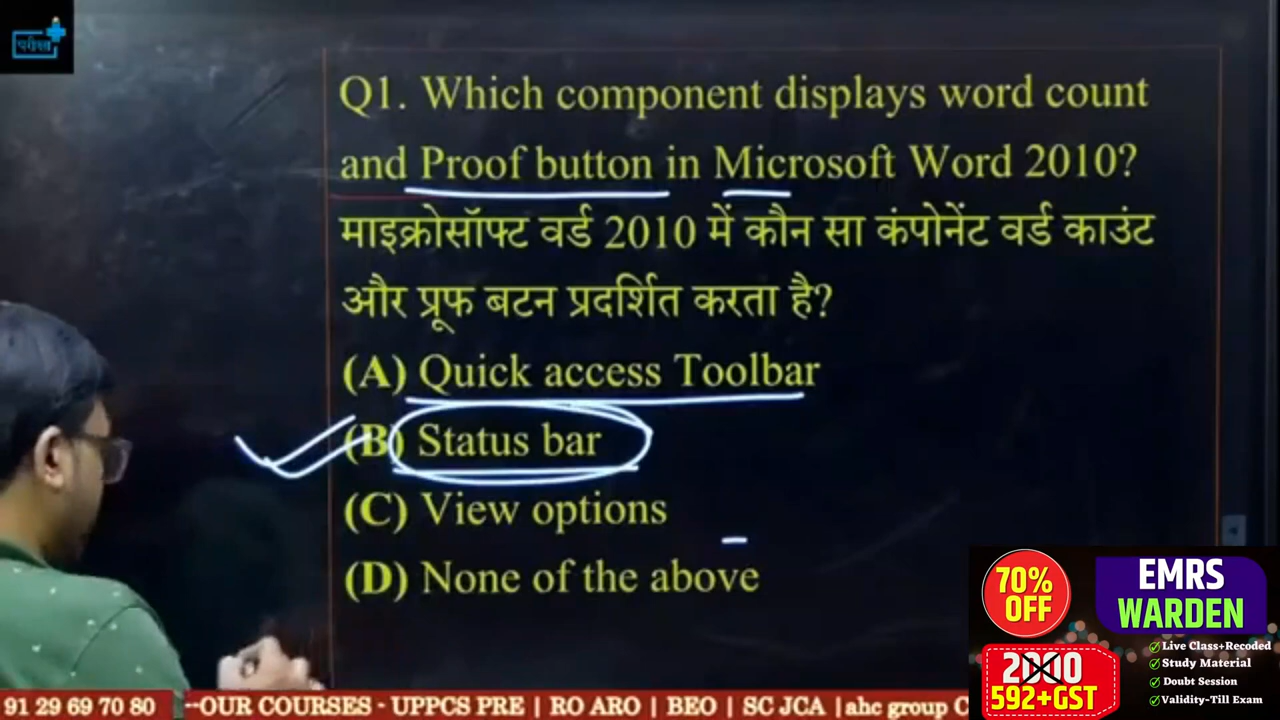 परीक्षा
Q1. Which component displays word count
and Proof button in Microsoft Word 2010?
माइक्रोसॉफ्ट वर्ड 2010 में कौन सा कंपोनेंट वर्ड काउंट
और प्रूफ बटन प्रदर्शित करता है?
(A) Quick access Toolbar
(B) Status bar
(C) View options
(D) None of the above
70%
OFF
EMRS
WARDEN
2000
592+GST
Live Class+Recoded
Study Material
Doubt Session
Validity-Till Exam
91 29 69 70 80 --OUR COURSES - UPPCS PRE | RO ARO | BEO | SC JCA | ahc group C